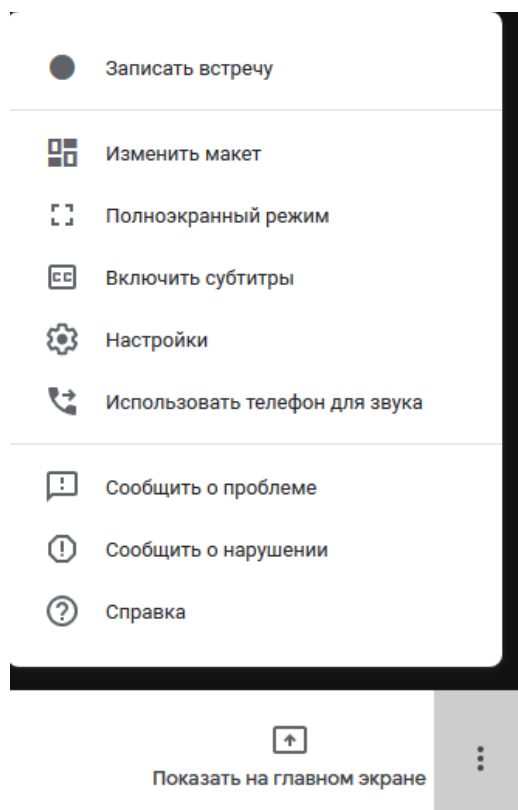 Записать встречу
Изменить макет
Полноэкранный режим
CC Включить субтитры
Настройки
Использовать телефон для звука
Сообщить о проблеме
Сообщить о нарушении
Справка
Показать на главном экране